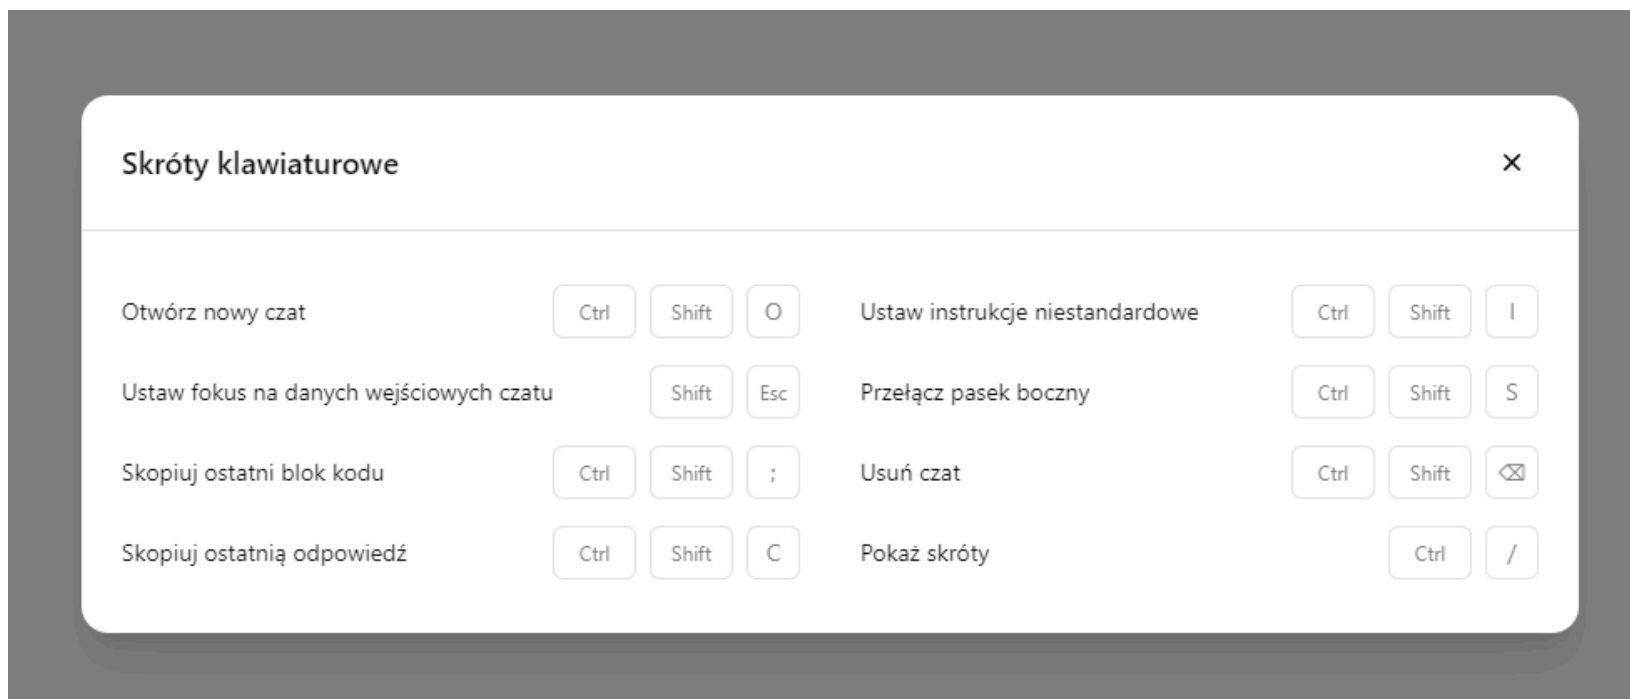 Skróty klawiaturowe ✕
Otwórz nowy czat Ctrl Shift O
Ustaw fokus na danych wejściowych czatu Shift Esc
Skopiuj ostatni blok kodu Ctrl Shift ;
Skopiuj ostatnią odpowiedź Ctrl Shift C
Ustaw instrukcje niestandardowe Ctrl Shift I
Przełącz pasek boczny Ctrl Shift S
Usuń czat Ctrl Shift ⌫
Pokaż skróty Ctrl /